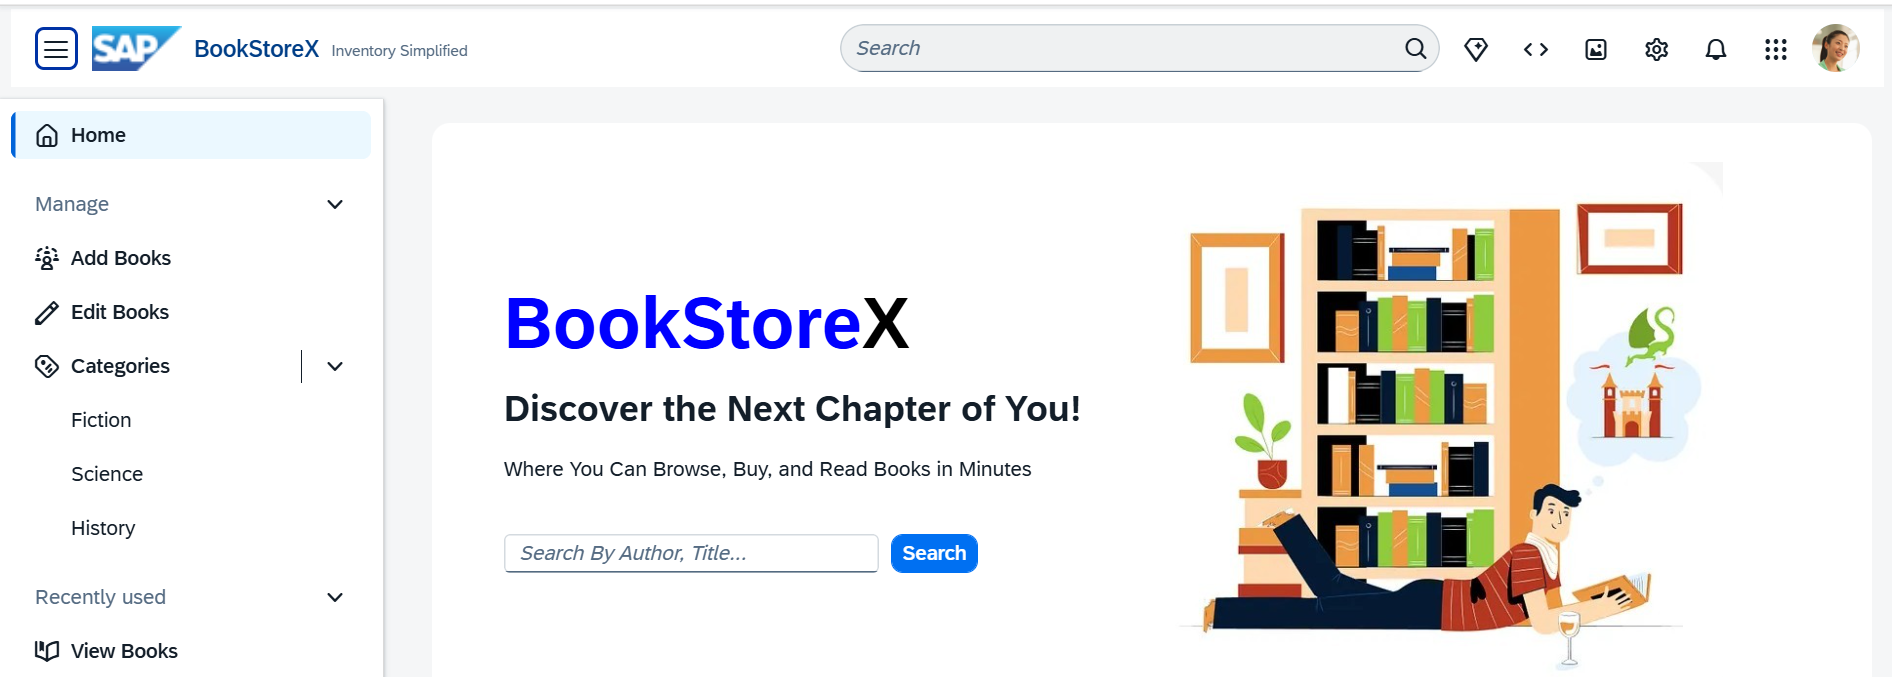 SAP BookStoreX Inventory Simplified Search
Home
Manage
Add Books
Edit Books
Categories
Fiction
Science
History
Recently used
View Books
BookStoreX
Discover the Next Chapter of You!
Where You Can Browse, Buy, and Read Books in Minutes
Search By Author, Title... Search